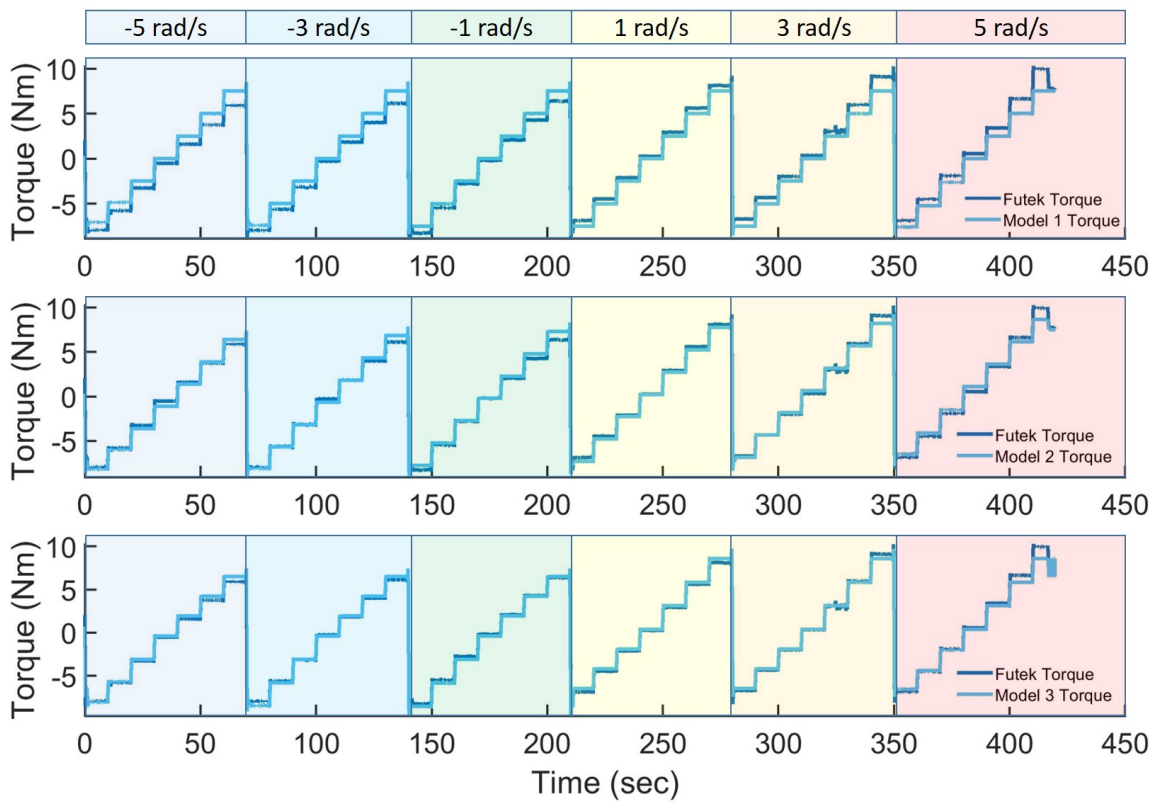 -5 rad/s -3 rad/s -1 rad/s 1 rad/s 3 rad/s 5 rad/s
Torque (Nm)
10
5
0
-5
Futek Torque
Model 1 Torque
0 50 100 150 200 250 300 350 400 450
Torque (Nm)
10
5
0
-5
Futek Torque
Model 2 Torque
0 50 100 150 200 250 300 350 400 450
Torque (Nm)
10
5
0
-5
Futek Torque
Model 3 Torque
0 50 100 150 200 250 300 350 400 450
Time (sec)